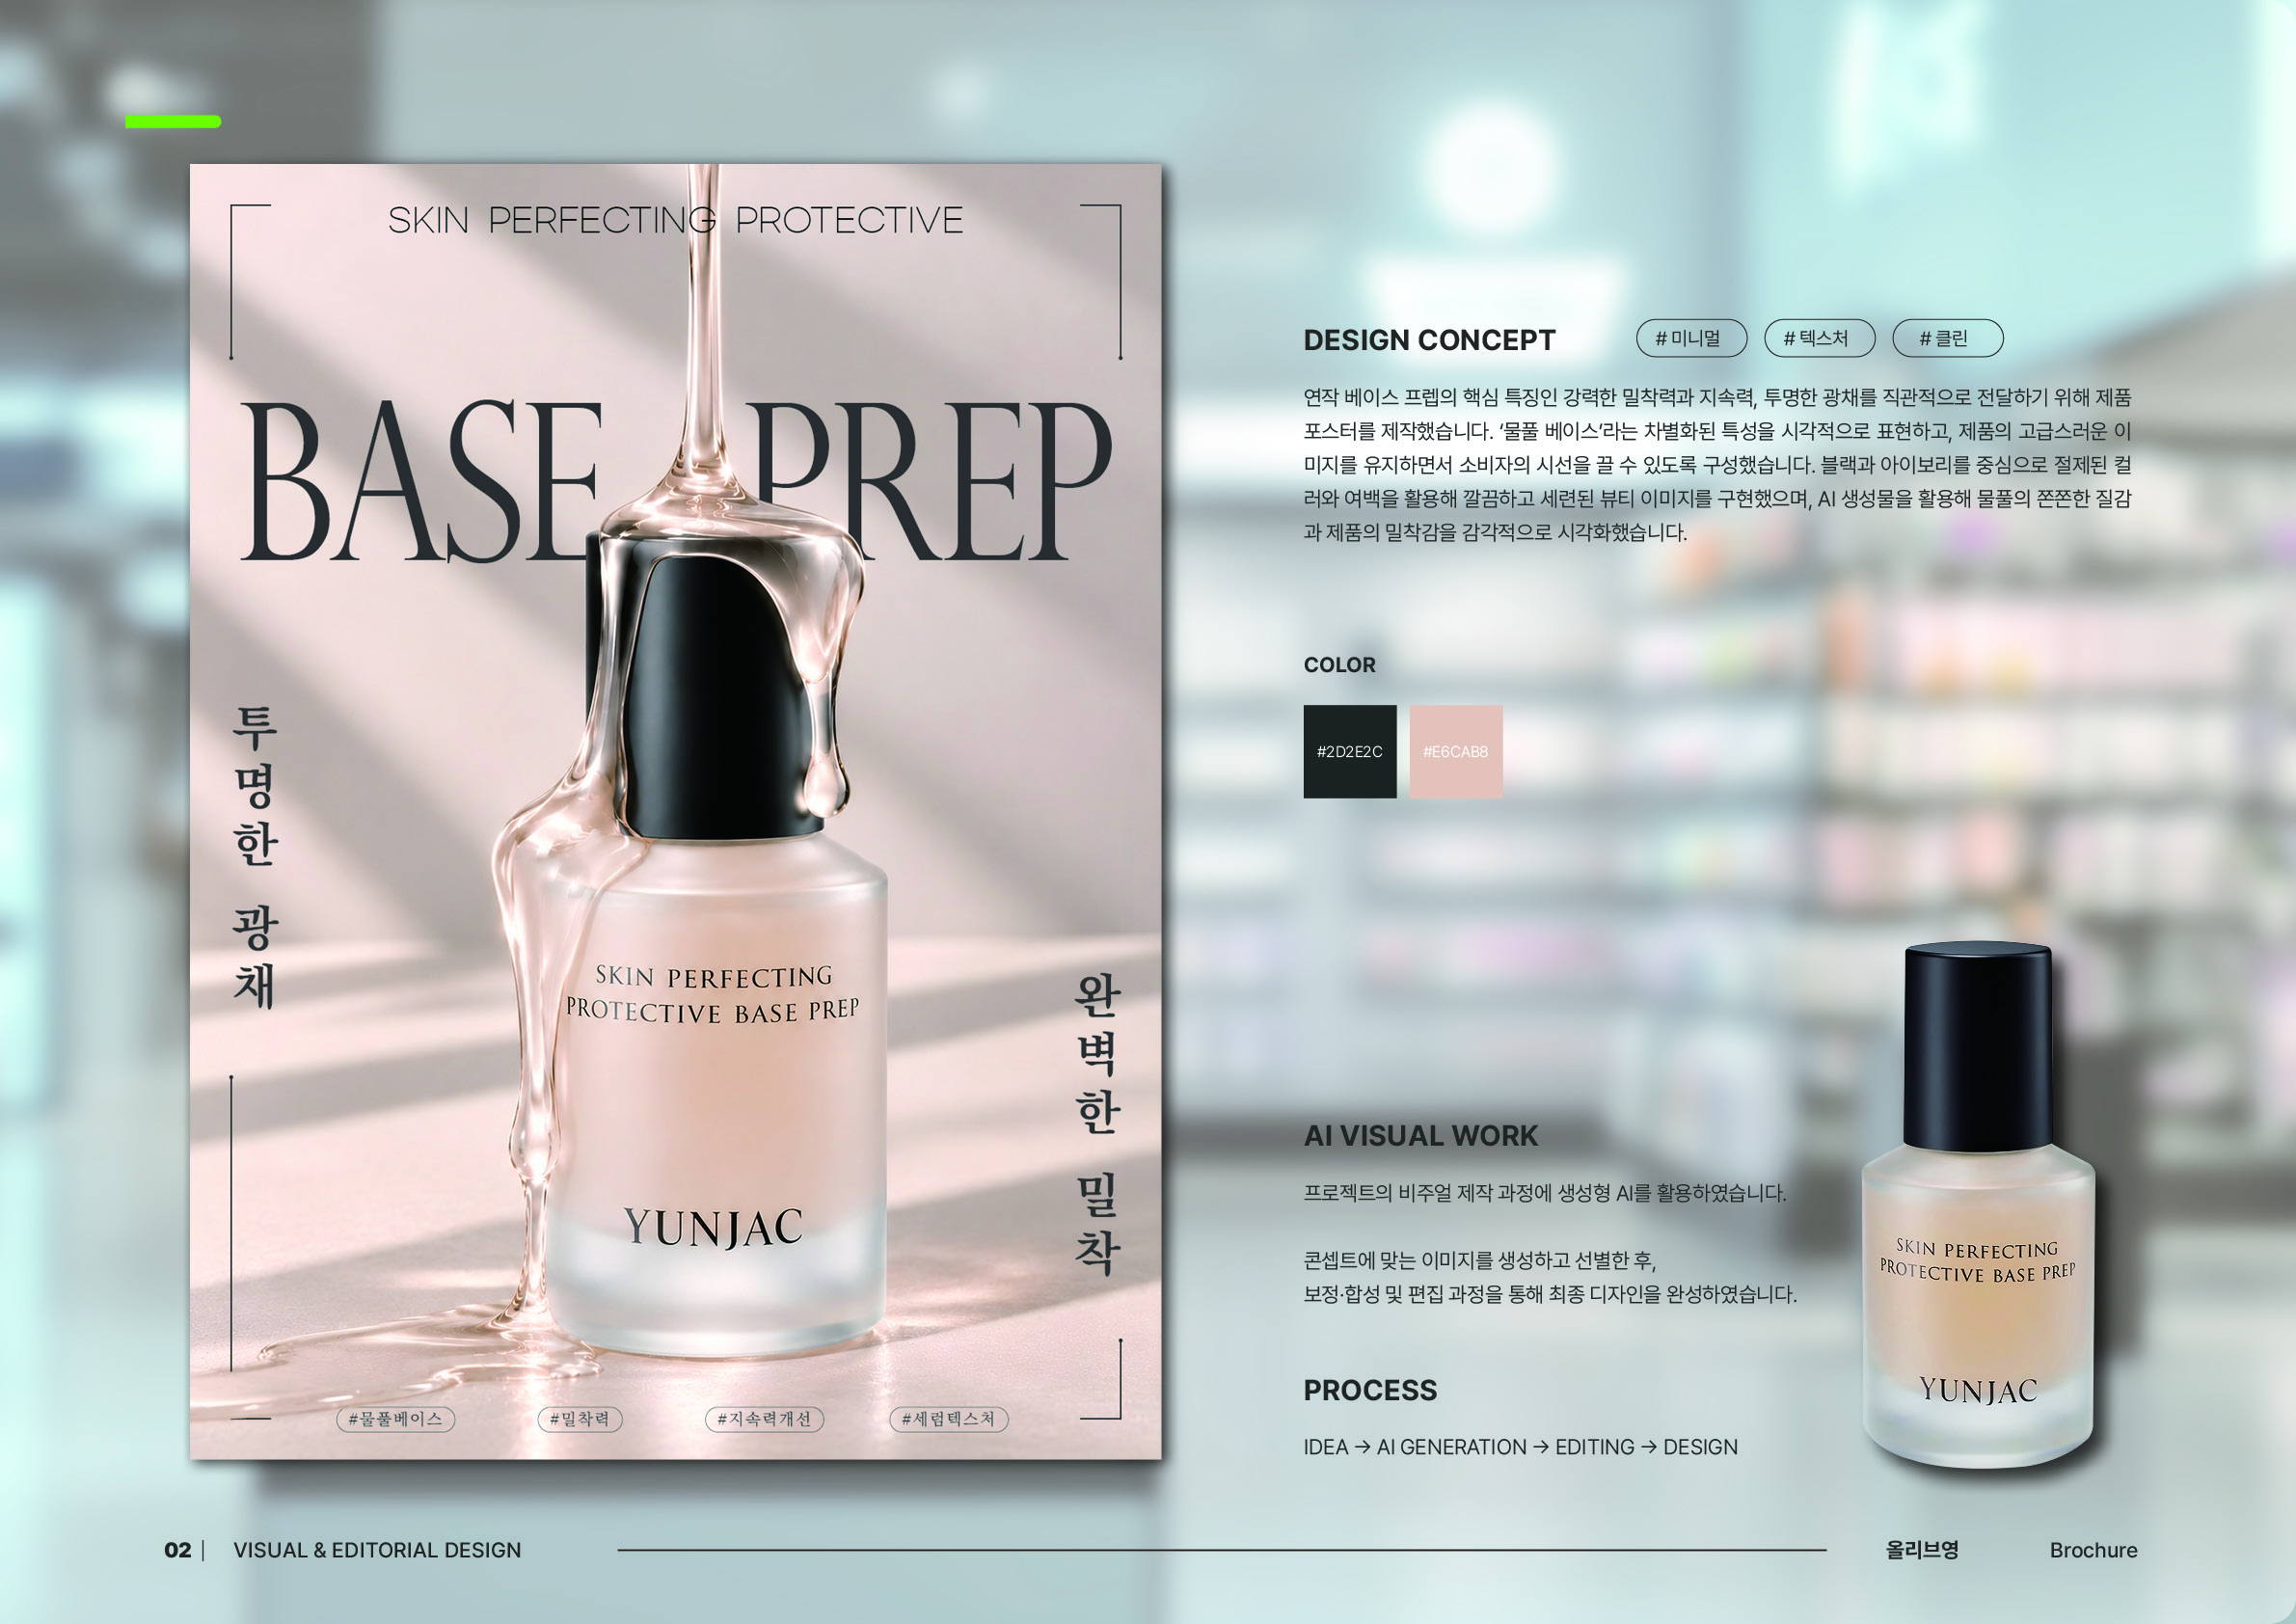 SKIN PERFECTING PROTECTIVE
BASE PREP
투명한 광채
완벽한 밀착
SKIN PERFECTING
PROTECTIVE BASE PREP
YUNJAC
#물풀베이스
#밀착력
#지속력개선
#세럼텍스처
DESIGN CONCEPT
# 미니멀
# 텍스처
# 클린
연작 베이스 프렙의 핵심 특징인 강력한 밀착력과 지속력, 투명한 광채를 직관적으로 전달하기 위해 제품
포스터를 제작했습니다. ‘물풀 베이스’라는 차별화된 특성을 시각적으로 표현하고, 제품의 고급스러운 이
미지를 유지하면서 소비자의 시선을 끌 수 있도록 구성했습니다. 블랙과 아이보리를 중심으로 절제된 컬
러와 여백을 활용해 깔끔하고 세련된 뷰티 이미지를 구현했으며, AI 생성물을 활용해 물풀의 쫀쫀한 질감
과 제품의 밀착감을 감각적으로 시각화했습니다.
COLOR
#2D2E2C
#E6CAB8
AI VISUAL WORK
프로젝트의 비주얼 제작 과정에 생성형 AI를 활용하였습니다.
콘셉트에 맞는 이미지를 생성하고 선별한 후,
보정·합성 및 편집 과정을 통해 최종 디자인을 완성하였습니다.
PROCESS
IDEA → AI GENERATION → EDITING → DESIGN
SKIN PERFECTING
PROTECTIVE BASE PREP
YUNJAC
02 | VISUAL & EDITORIAL DESIGN
올리브영
Brochure